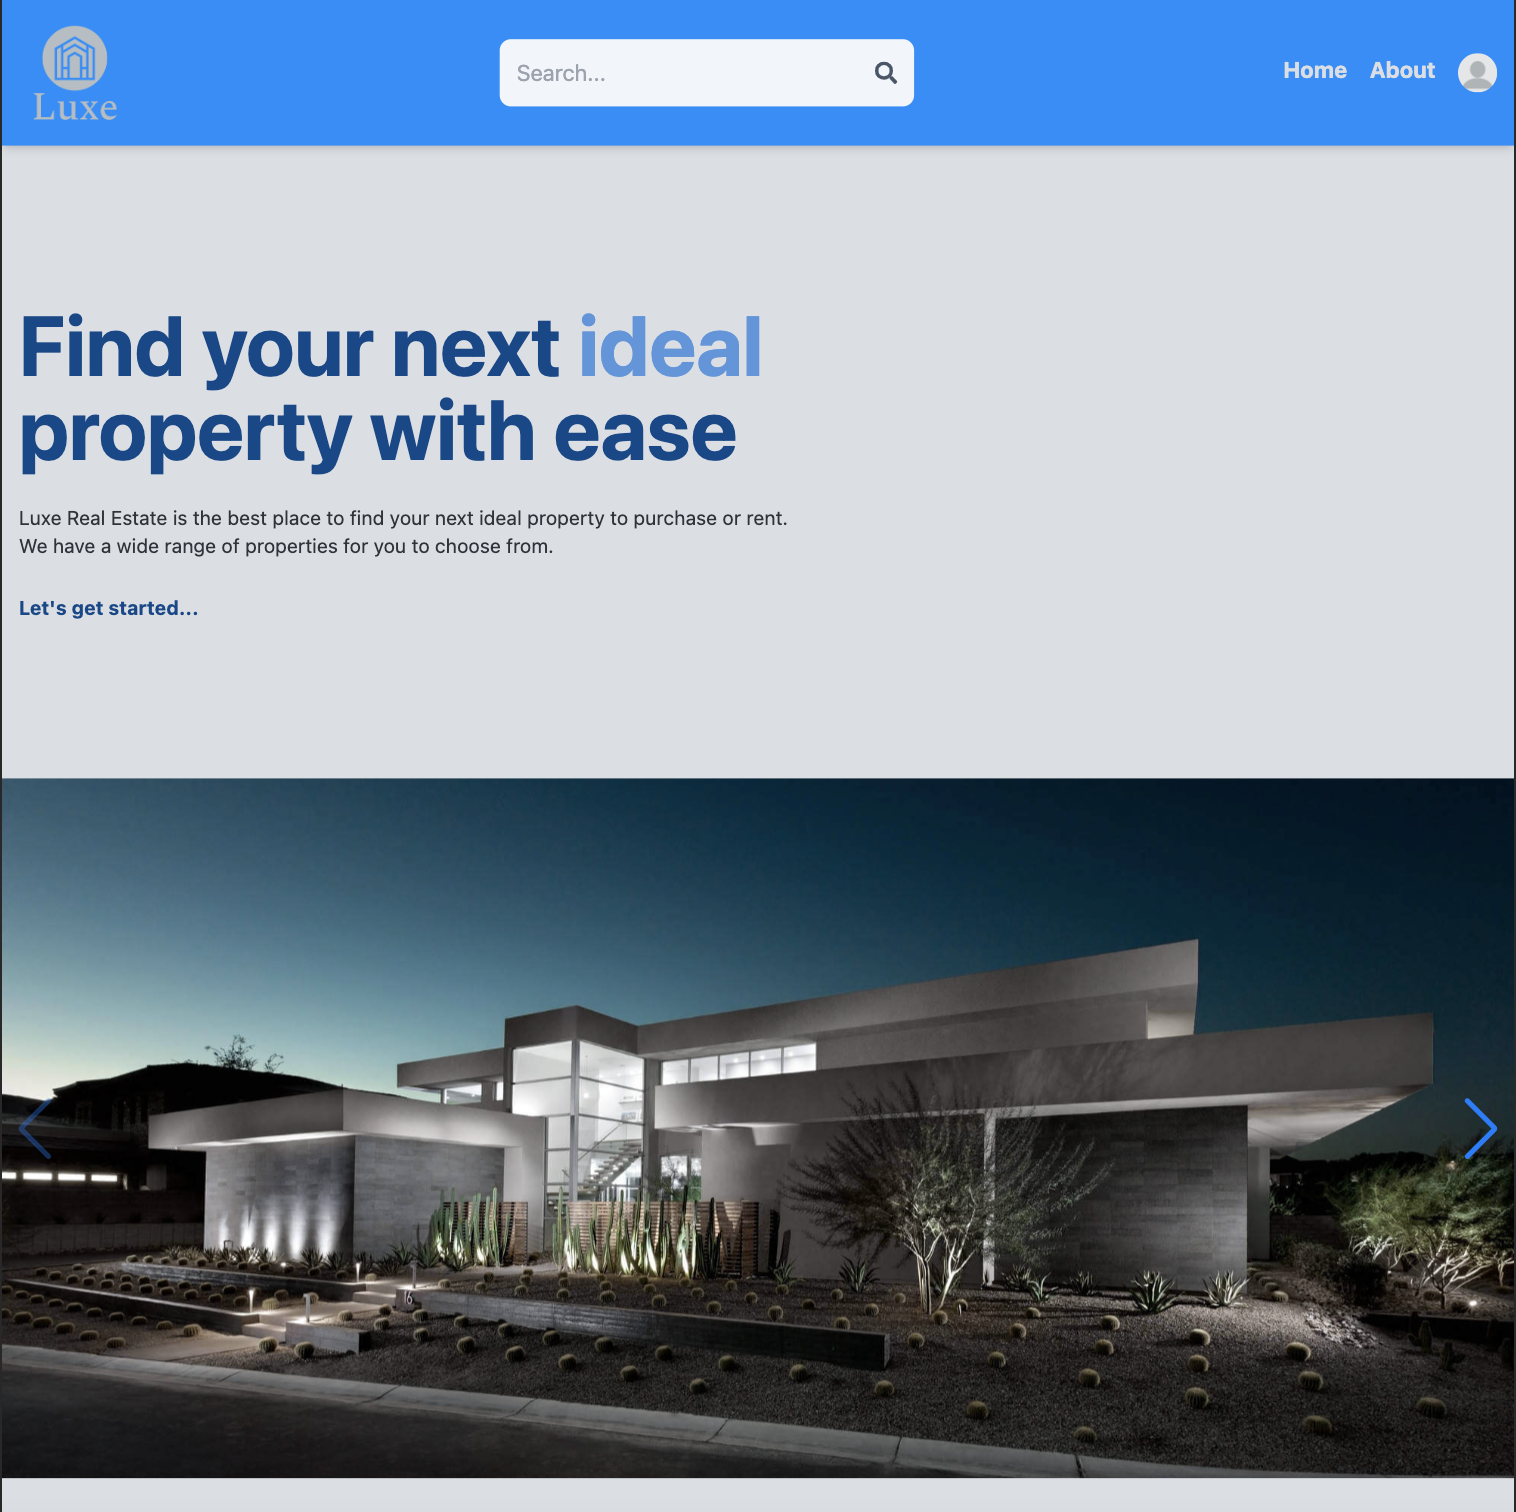 Luxe
Search...
Home
About
Find your next ideal
property with ease
Luxe Real Estate is the best place to find your next ideal property to purchase or rent.
We have a wide range of properties for you to choose from.
Let's get started...
16